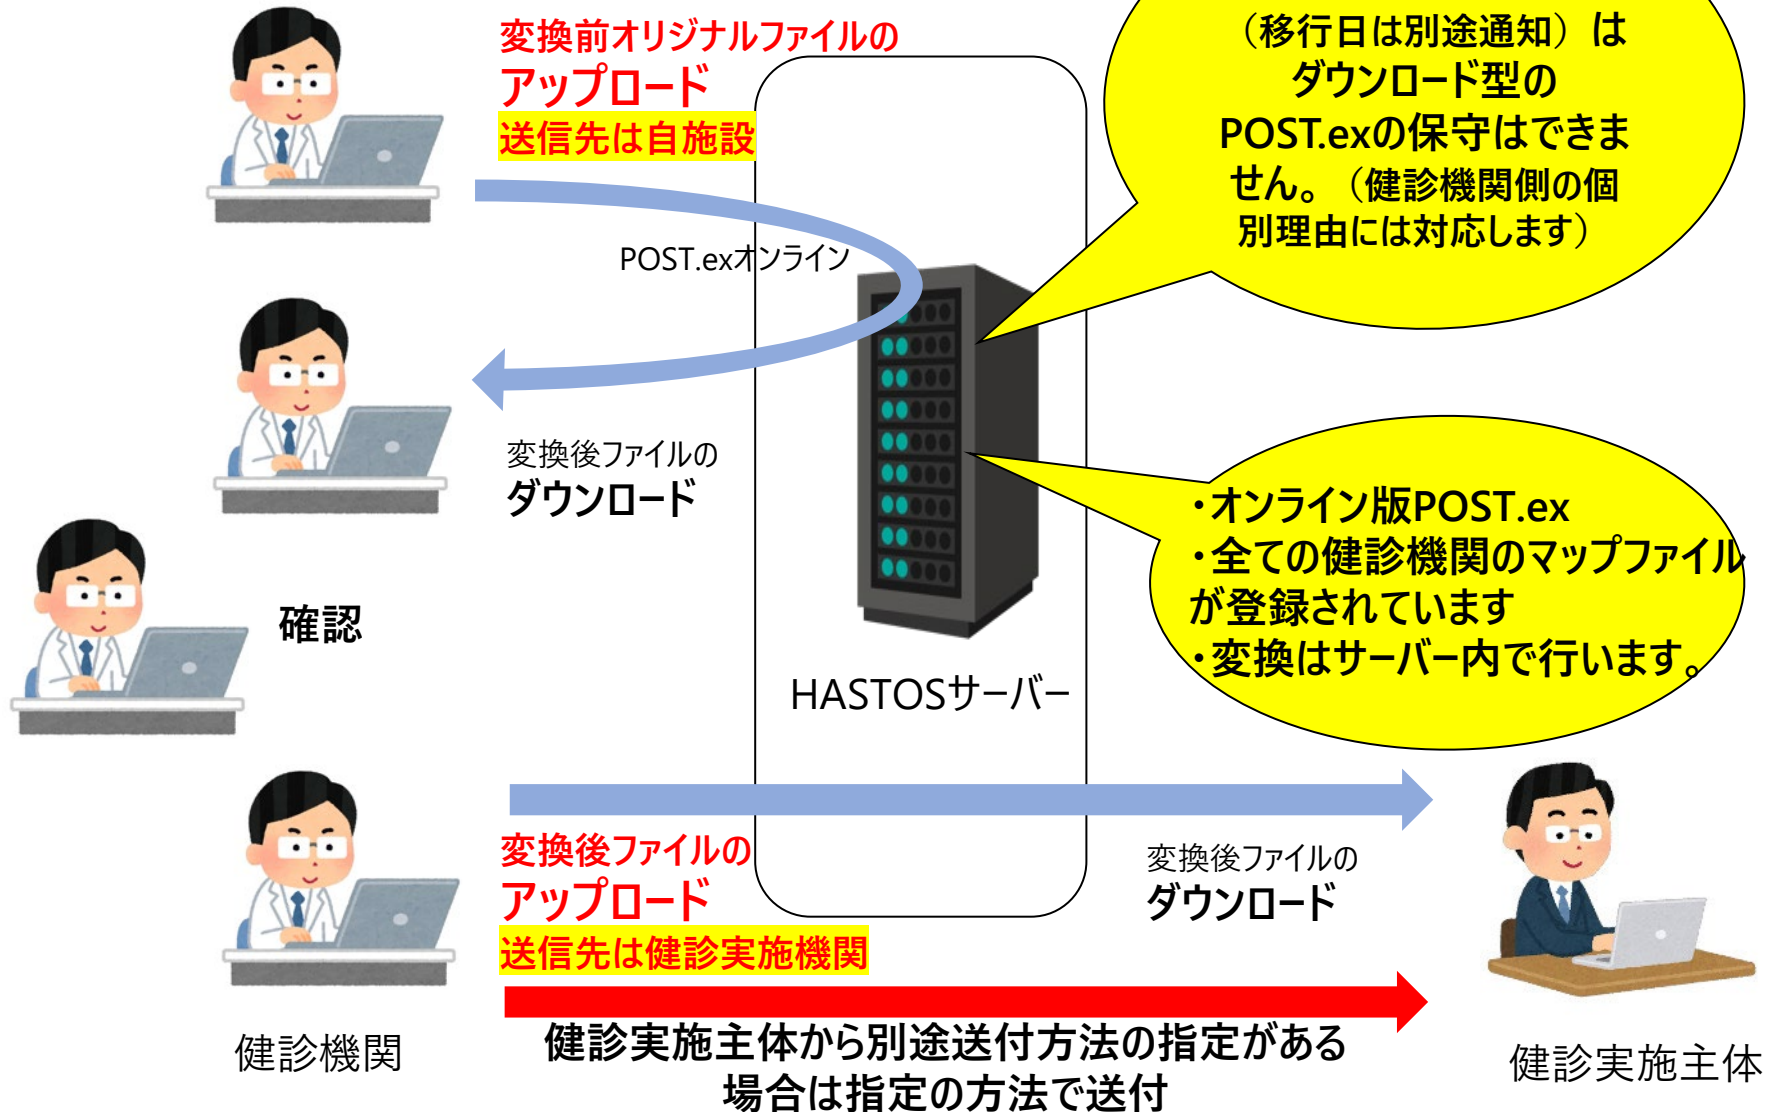 変換前オリジナルファイルの
アップロード
送信先は自施設
（移行日は別途通知）は
ダウンロード型の
POST.exの保守はできま
せん。（健診機関側の個
別理由には対応します）
POST.exオンライン
変換後ファイルの
ダウンロード
確認
・オンライン版POST.ex
・全ての健診機関のマップファイル
が登録されています
・変換はサーバー内で行います。
HASTOSサーバー
変換後ファイルの
アップロード
送信先は健診実施機関
変換後ファイルの
ダウンロード
健診機関
健診実施主体から別途送付方法の指定がある
場合は指定の方法で送付
健診実施主体